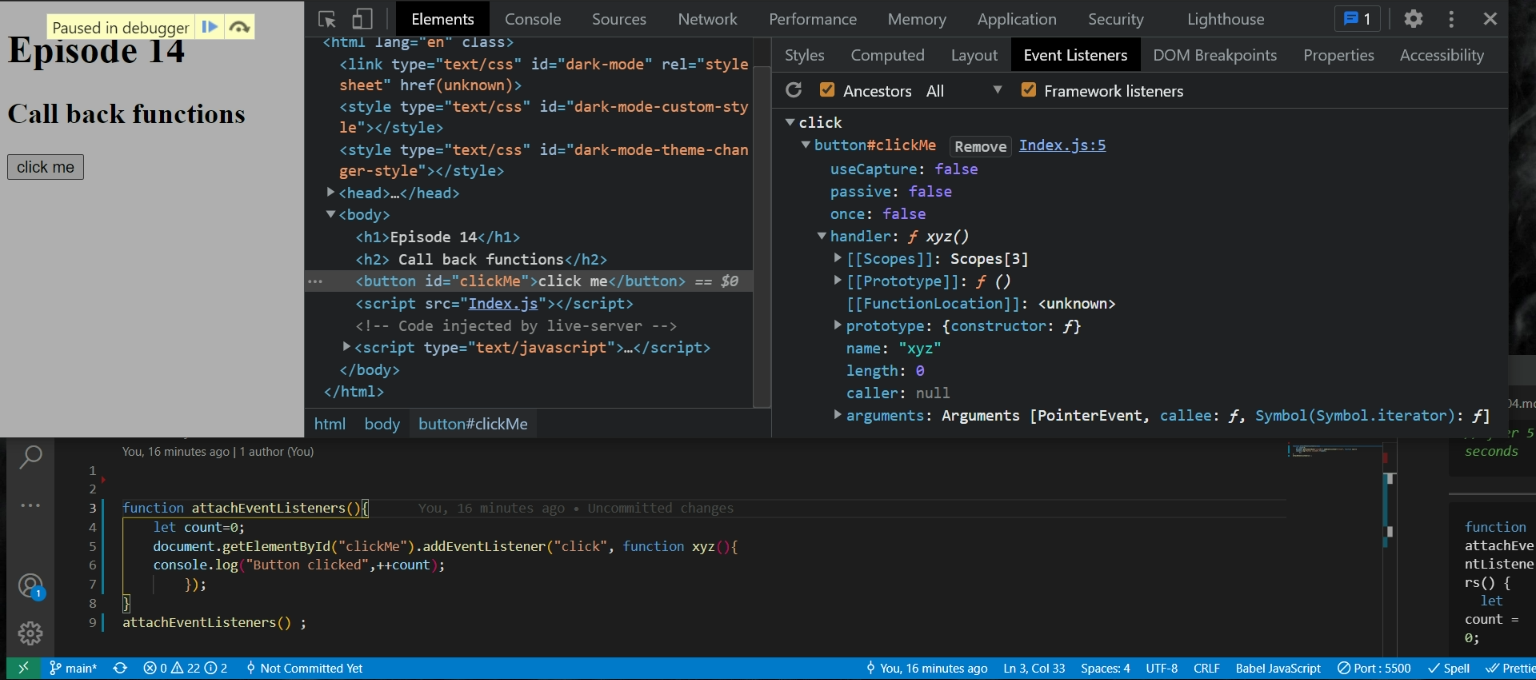 Paused in debugger
Episode 14
Call back functions
click me
Elements Console Sources Network Performance Memory Application Security Lighthouse 1
<html lang="en" class>
<link type="text/css" id="dark-mode" rel="style
sheet" href(unknown)>
<style type="text/css" id="dark-mode-custom-sty
le"></style>
<style type="text/css" id="dark-mode-theme-chan
ger-style"></style>
<head>…</head>
<body>
<h1>Episode 14</h1>
<h2> Call back functions</h2>
<button id="clickMe">click me</button> == $0
<script src="Index.js"></script>
<!-- Code injected by live-server -->
<script type="text/javascript">…</script>
</body>
</html>
html body button#clickMe
Styles Computed Layout Event Listeners DOM Breakpoints Properties Accessibility
Ancestors All Framework listeners
click
button#clickMe Remove Index.js:5
useCapture: false
passive: false
once: false
handler: ƒ xyz()
[[Scopes]]: Scopes[3]
[[Prototype]]: ƒ ()
[[FunctionLocation]]: <unknown>
prototype: {constructor: ƒ}
name: "xyz"
length: 0
caller: null
arguments: Arguments [PointerEvent, callee: ƒ, Symbol(Symbol.iterator): ƒ]
You, 16 minutes ago | 1 author (You)
1
2
3 function attachEventListeners(){ You, 16 minutes ago • Uncommitted changes
4 let count=0;
5 document.getElementById("clickMe").addEventListener("click", function xyz(){
6 console.log("Button clicked",++count);
7 });
8 }
9 attachEventListeners() ;
1
seconds
function
attachEve
ntListene
rs() {
let
count =
0;
main* 0 22 2 Not Committed Yet You, 16 minutes ago Ln 3, Col 33 Spaces: 4 UTF-8 CRLF Babel JavaScript Port : 5500 Spell Prettie